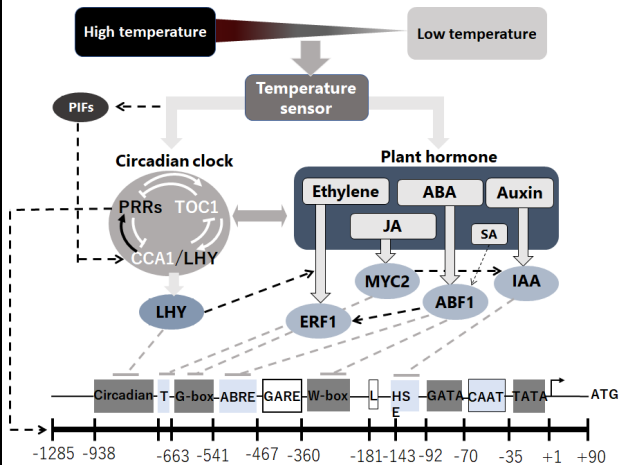 High temperature
Low temperature
Temperature
sensor
PIFs
Circadian clock
Plant hormone
PRRs
TOC1
CCA1/LHY
Ethylene
ABA
Auxin
JA
SA
LHY
MYC2
IAA
ABF1
ERF1
Circadian T G-box ABRE GARE W-box L HS
E
GATA CAAT TATA ATG
-1285 -938 -663 -541 -467 -360 -181 -143 -92 -70 -35 +1 +90